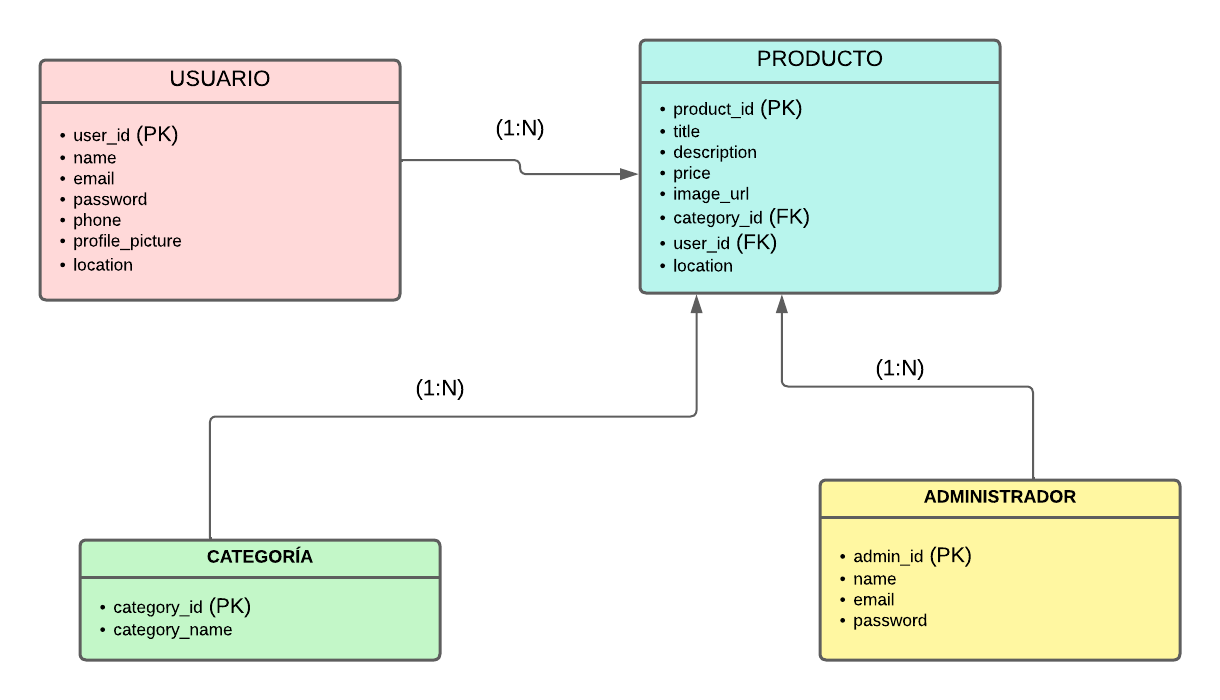 USUARIO
• user_id (PK)
• name
• email
• password
• phone
• profile_picture
• location
(1:N)
PRODUCTO
• product_id (PK)
• title
• description
• price
• image_url
• category_id (FK)
• user_id (FK)
• location
(1:N)
(1:N)
CATEGORÍA
• category_id (PK)
• category_name
ADMINISTRADOR
• admin_id (PK)
• name
• email
• password